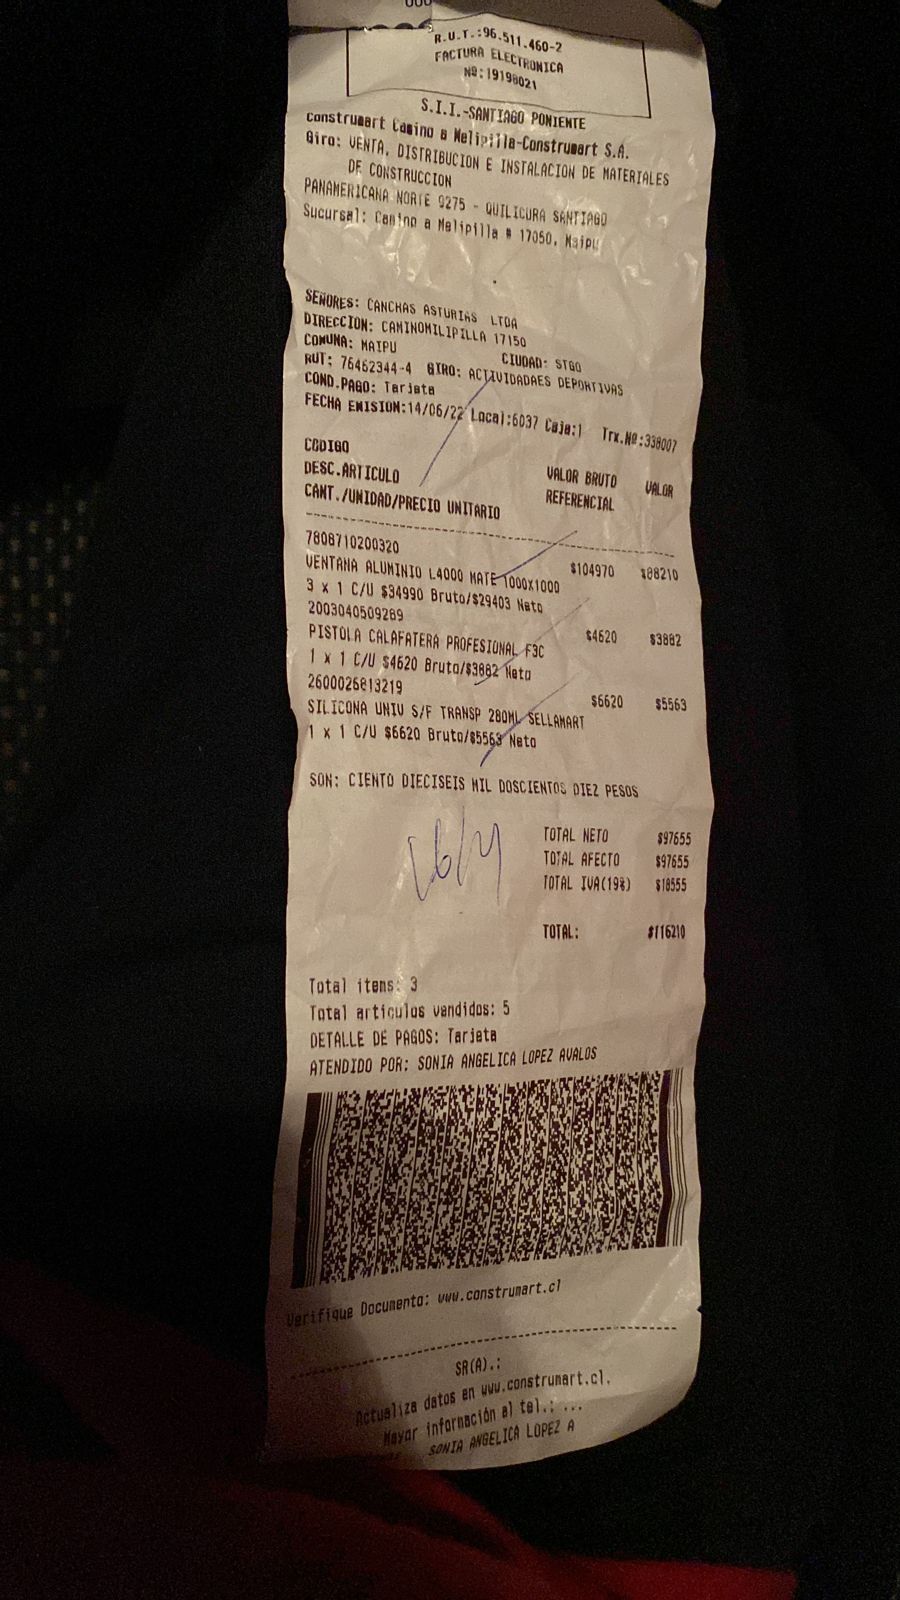 R.U.T.:96.511.460-2
FACTURA ELECTRONICA
Nº:19198021
S.I.I.-SANTIAGO PONIENTE
Construmart Camino a Melipilla-Construmart S.A.
Giro: VENTA, DISTRIBUCION E INSTALACION DE MATERIALES
DE CONSTRUCCION
PANAMERICANA NORTE 9275 - QUILICURA SANTIAGO
Sucursal: Camino a Melipilla # 17050, Maipu
SEÑORES: CANCHAS ASTURIAS LTDA
DIRECCION: CAMINOMILIPILLA 17150
COMUNA: MAIPU CIUDAD: STGO
RUT: 76462344-4 GIRO: ACTIVIDADAES DEPORTIVAS
COND.PAGO: Tarjeta
FECHA EMISION:14/06/22 Local:6037 Caja:1 Trx.Nº:338007
CODIGO
DESC.ARTICULO VALOR BRUTO VALOR
CANT./UNIDAD/PRECIO UNITARIO REFERENCIAL
7808710200320
VENTANA ALUMINIO L4000 MATE 1000X1000 $104970 $88210
3 x 1 C/U $34990 Bruto/$29403 Neto
2003040509289
PISTOLA CALAFATERA PROFESIONAL F3C $4620 $3882
1 x 1 C/U $4620 Bruto/$3882 Neto
2600026813219
SILICONA UNIV S/F TRANSP 280ML SELLAMART $6620 $5563
1 x 1 C/U $6620 Bruto/$5563 Neto
SON: CIENTO DIECISEIS MIL DOSCIENTOS DIEZ PESOS
TOTAL NETO $97655
TOTAL AFECTO $97655
TOTAL IVA(19%) $18555
TOTAL: $116210
Total items: 3
Total articulos vendidos: 5
DETALLE DE PAGOS: Tarjeta
ATENDIDO POR: SONIA ANGELICA LOPEZ AVALOS
Verifique Documento: www.construmart.cl
SR(A).:
Actualiza datos en www.construmart.cl.
Mayor información al tel.: ...
SONIA ANGELICA LOPEZ A